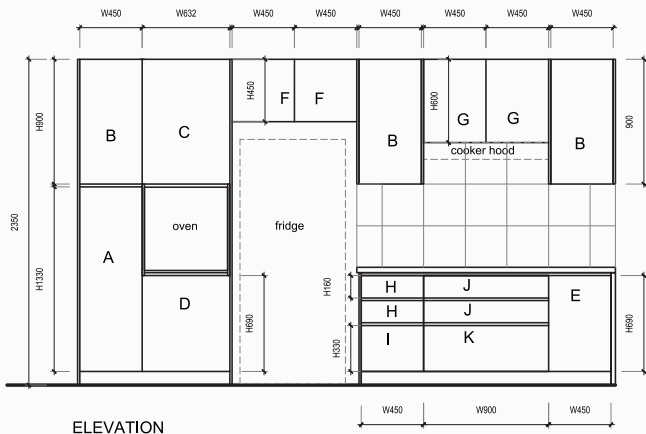 W450 W632 W450 W450 W450 W450 W450 W450
H900 H450 H600 900
B C F F B G G B
cooker hood
2350
oven fridge
A
H1330
D H690
H160 H J E
H J
H330 I K H690
W450 W900 W450
ELEVATION